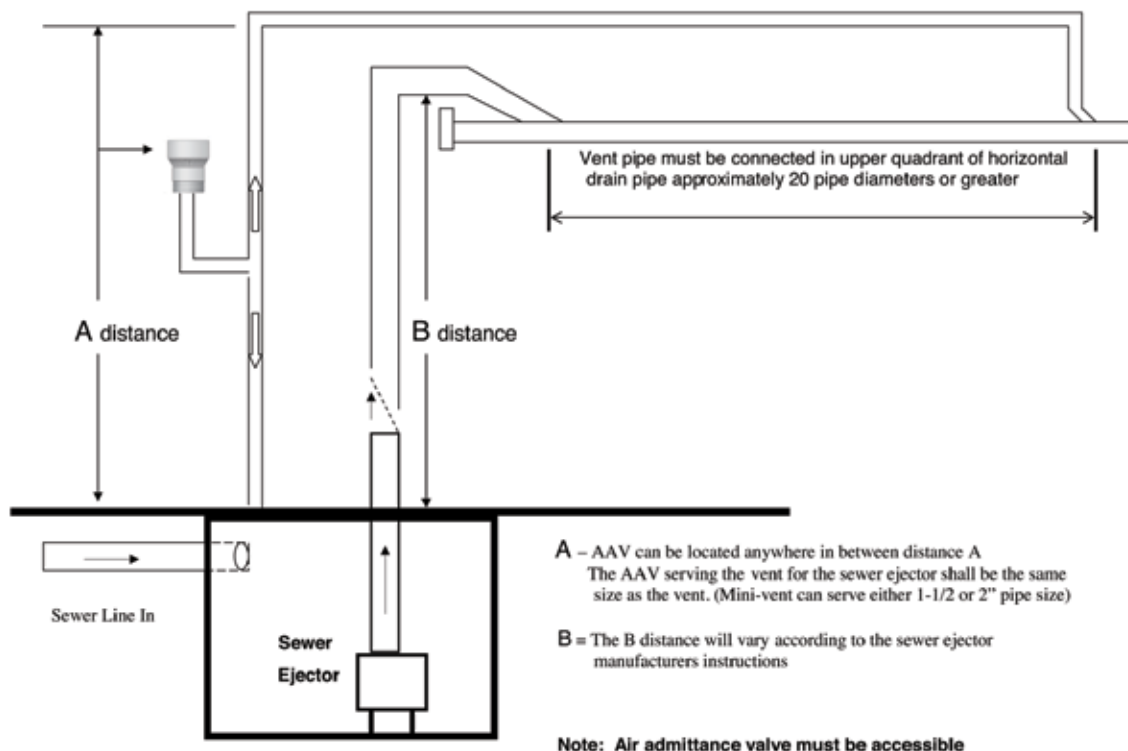 Vent pipe must be connected in upper quadrant of horizontal
drain pipe approximately 20 pipe diameters or greater
A distance
B distance
Sewer Line In
Sewer
Ejector
A – AAV can be located anywhere in between distance A
The AAV serving the vent for the sewer ejector shall be the same
size as the vent. (Mini-vent can serve either 1-1/2 or 2" pipe size)
B = The B distance will vary according to the sewer ejector
manufacturers instructions
Note: Air admittance valve must be accessible